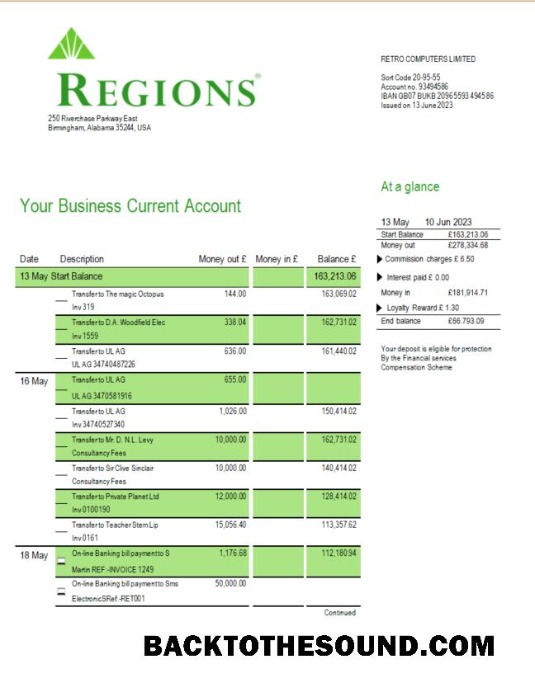 REGIONS
250 Riverchase Parkway East
Birmingham, Alabama 35244, USA
RETRO COMPUTERS LIMITED
Sort Code 20-95-55
Account no. 93494586
IBAN GB07 BUKB 20965593 494586
Issued on 13 June 2023
Your Business Current Account
At a glance
13 May 10 Jun 2023
Start Balance £163,213.06
Money out £278,334.68
Commission charges £ 6.50
Interest paid £ 0.00
Money in £181,914.71
Loyalty Reward £ 1.30
End balance £66.793.09
Your deposit is eligible for protection
By the Financial services
Compensation Scheme
Date Description Money out £ Money in £ Balance £
13 May Start Balance 163,213.06
Transfer to The magic Octopus 144.00 163,069.02
Inv 319
Transfer to D.A. Woodfield Elec 338.04 162,731.02
Inv 1559
Transfer to UL AG 636.00 161,440.02
UL AG 34740487226
16 May Transfer to UL AG 655.00
UL AG 3470581916
Transfer to UL AG 1,026.00 150,414.02
Inv 34740527340
Transfer to Mr. D. N.L. Levy 10,000.00 162,731.02
Consultancy Fees
Transfer to Sir Clive Sinclair 10,000.00 140,414.02
Consultancy Fees
Transfer to Private Planet Ltd 12,000.00 128,414.02
Inv 0100190
Transfer to Teacher Stem Lip 15,056.40 113,357.62
Inv 0161
18 May On-line Banking bill payment to S 1,176.68 112,180.94
Martin REF:-INVOICE 1249
On-line Banking bill payment to Sms 50,000.00
ElectronicSRef:-RET001
Continued
BACKTOTHESOUND.COM